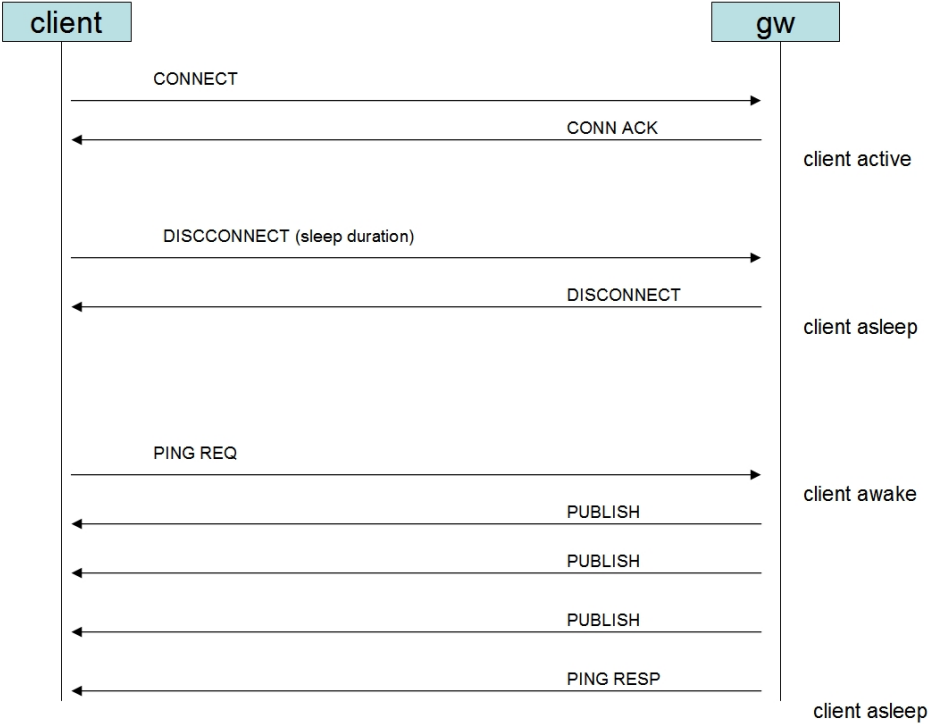 client
gw
CONNECT
CONN ACK
client active
DISCCONNECT (sleep duration)
DISCONNECT
client asleep
PING REQ
client awake
PUBLISH
PUBLISH
PUBLISH
PING RESP
client asleep